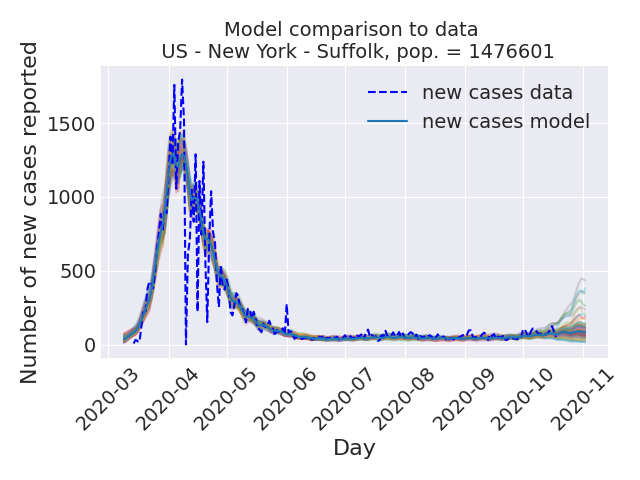 Model comparison to data
US - New York - Suffolk, pop. = 1476601
new cases data
new cases model
Number of new cases reported
1500
1000
500
0
2020-03
2020-04
2020-05
2020-06
2020-07
2020-08
2020-09
2020-10
2020-11
Day